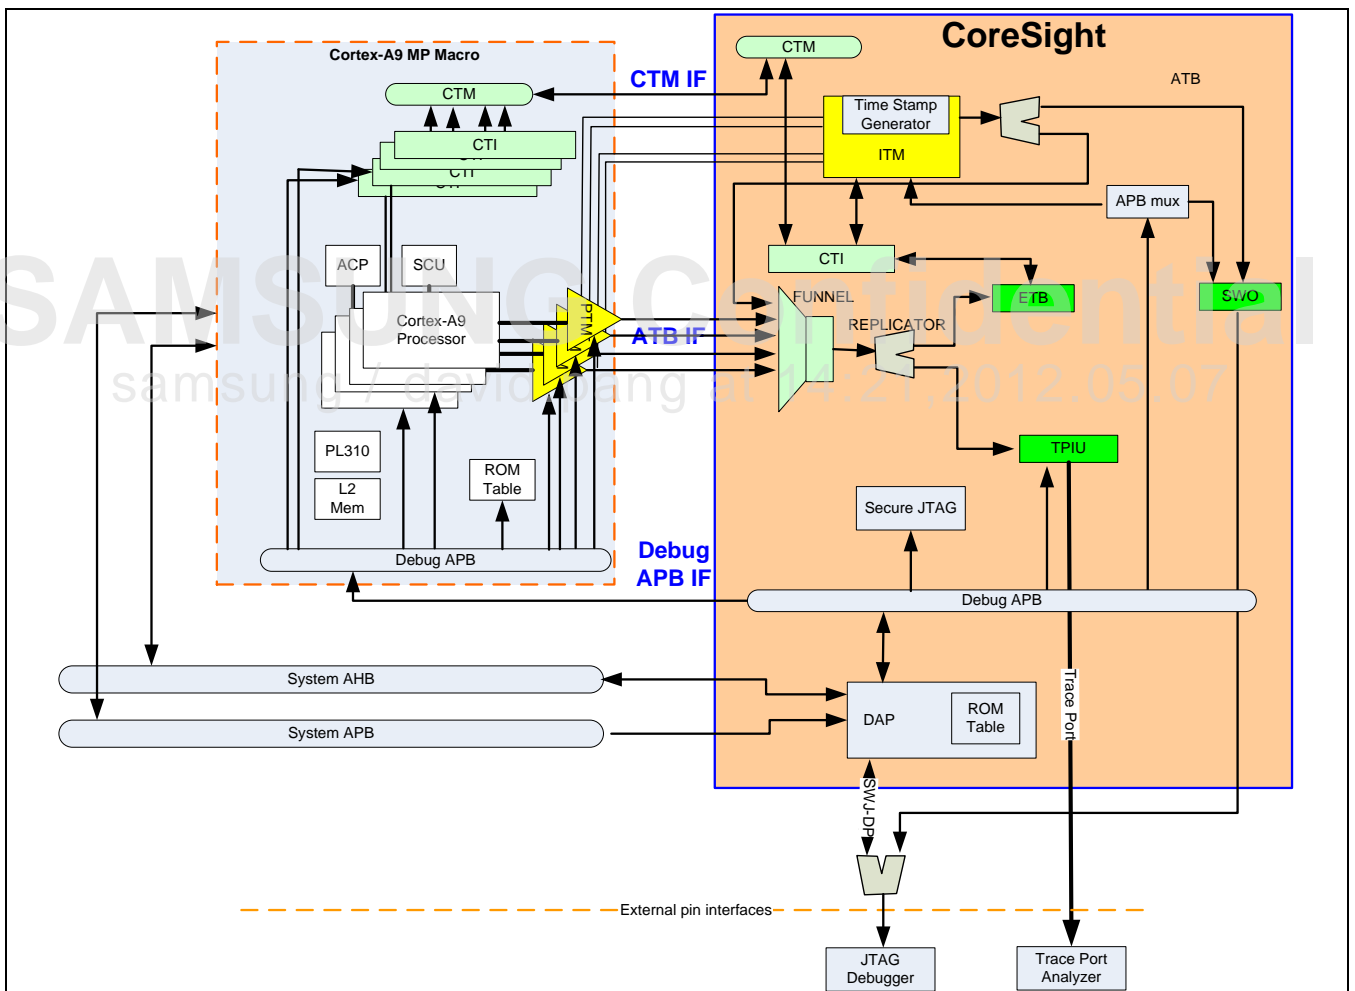 CoreSight
Cortex-A9 MP Macro
CTM
CTM IF
CTM
ATB
Time Stamp
Generator
ITM
CTI
CTI
APB mux
ACP
SCU
CTI
SAMSUNG Confidential
FUNNEL
ETB
SWO
Cortex-A9
Processor
PTM
ATB IF
REPLICATOR
samsung / david.pang at 14:21,2012.05.07
PL310
TPIU
ROM
Table
L2
Mem
Secure JTAG
Debug APB
Debug
APB IF
Debug APB
System AHB
DAP
ROM
Table
Trace Port
System APB
SWJ-DP
External pin interfaces
JTAG
Debugger
Trace Port
Analyzer